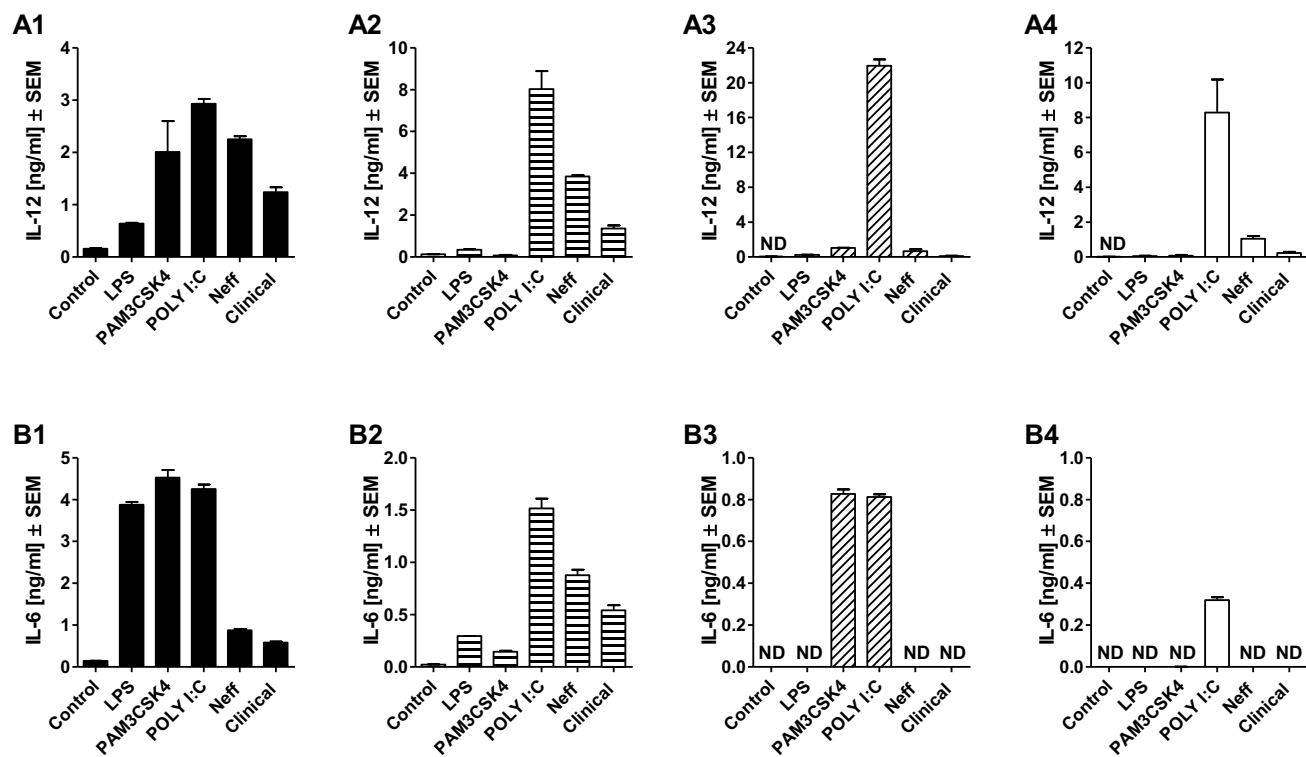 A1
IL-12 [ng/ml] ± SEM
4
3
2
1
0
Control
LPS
PAM3CSK4
POLY I:C
Neff
Clinical
A2
IL-12 [ng/ml] ± SEM
10
8
6
4
2
0
Control
LPS
PAM3CSK4
POLY I:C
Neff
Clinical
A3
IL-12 [ng/ml] ± SEM
24
20
16
12
8
4
0
ND
Control
LPS
PAM3CSK4
POLY I:C
Neff
Clinical
A4
IL-12 [ng/ml] ± SEM
12
10
8
6
4
2
0
ND
Control
LPS
PAM3CSK4
POLY I:C
Neff
Clinical
B1
IL-6 [ng/ml] ± SEM
5
4
3
2
1
0
Control
LPS
PAM3CSK4
POLY I:C
Neff
Clinical
B2
IL-6 [ng/ml] ± SEM
2.0
1.5
1.0
0.5
0.0
Control
LPS
PAM3CSK4
POLY I:C
Neff
Clinical
B3
IL-6 [ng/ml] ± SEM
1.0
0.8
0.6
0.4
0.2
0.0
ND ND ND ND
Control
LPS
PAM3CSK4
POLY I:C
Neff
Clinical
B4
IL-6 [ng/ml] ± SEM
1.0
0.8
0.6
0.4
0.2
0.0
ND ND ND ND ND
Control
LPS
PAM3CSK4
POLY I:C
Neff
Clinical